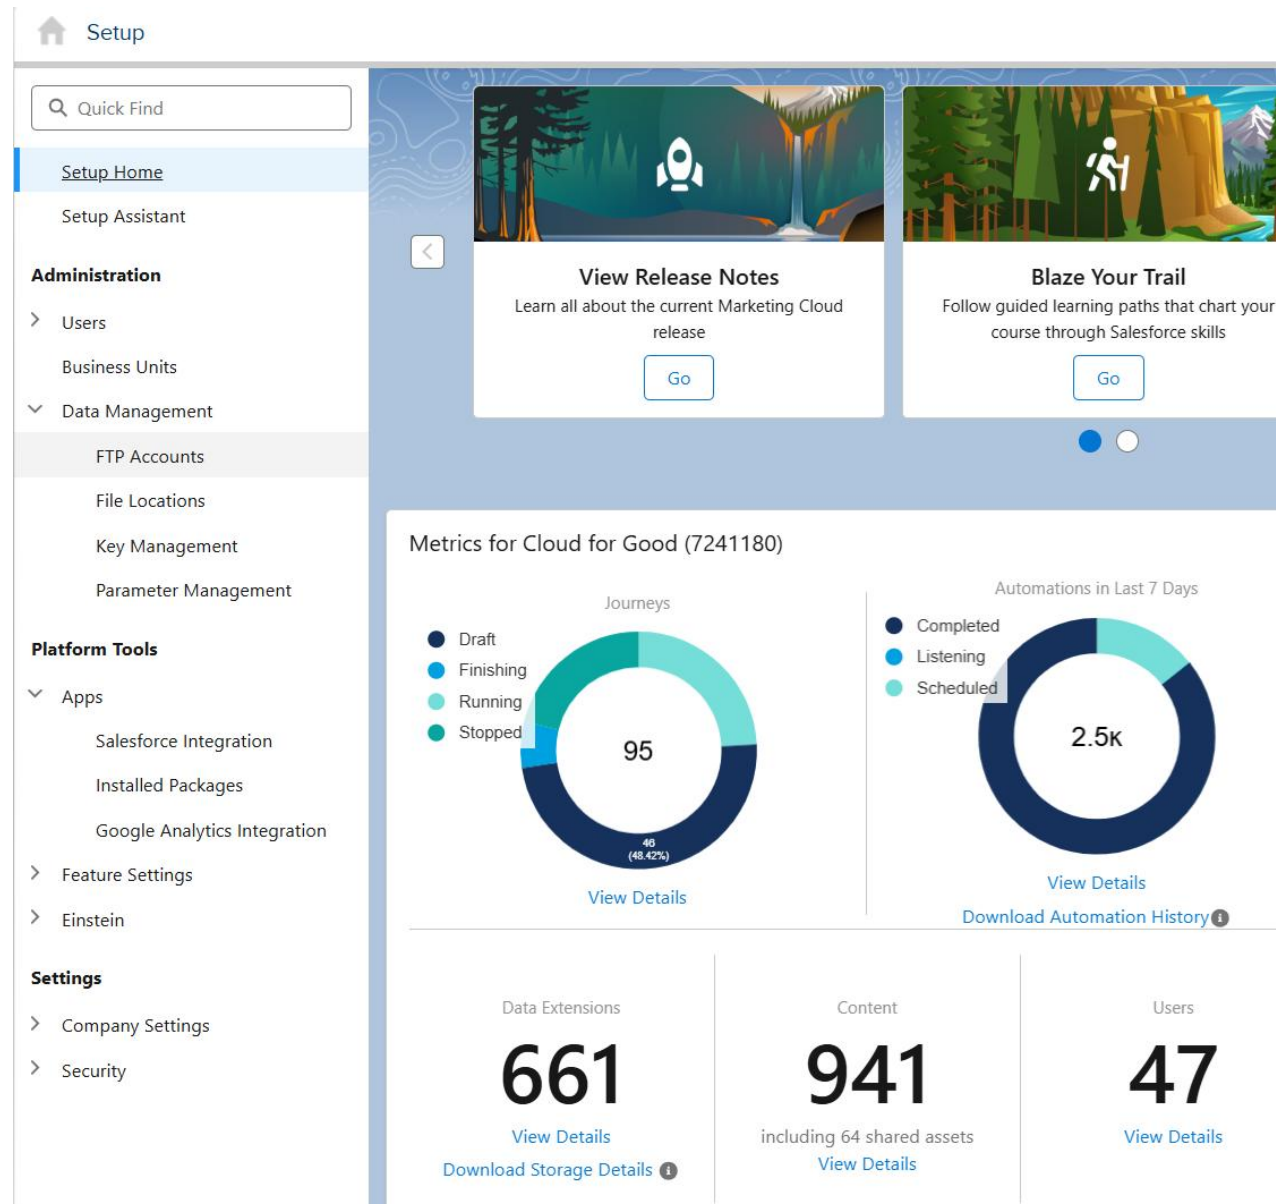 Setup
Quick Find
Setup Home
Setup Assistant
Administration
Users
Business Units
Data Management
FTP Accounts
File Locations
Key Management
Parameter Management
Platform Tools
Apps
Salesforce Integration
Installed Packages
Google Analytics Integration
Feature Settings
Einstein
Settings
Company Settings
Security
View Release Notes
Learn all about the current Marketing Cloud
release
Go
Blaze Your Trail
Follow guided learning paths that chart your
course through Salesforce skills
Go
Metrics for Cloud for Good (7241180)
Journeys
Draft
Finishing
Running
Stopped
95
46
(48.42%)
View Details
Automations in Last 7 Days
Completed
Listening
Scheduled
2.5K
View Details
Download Automation History
Data Extensions
661
View Details
Download Storage Details
Content
941
including 64 shared assets
View Details
Users
47
View Details